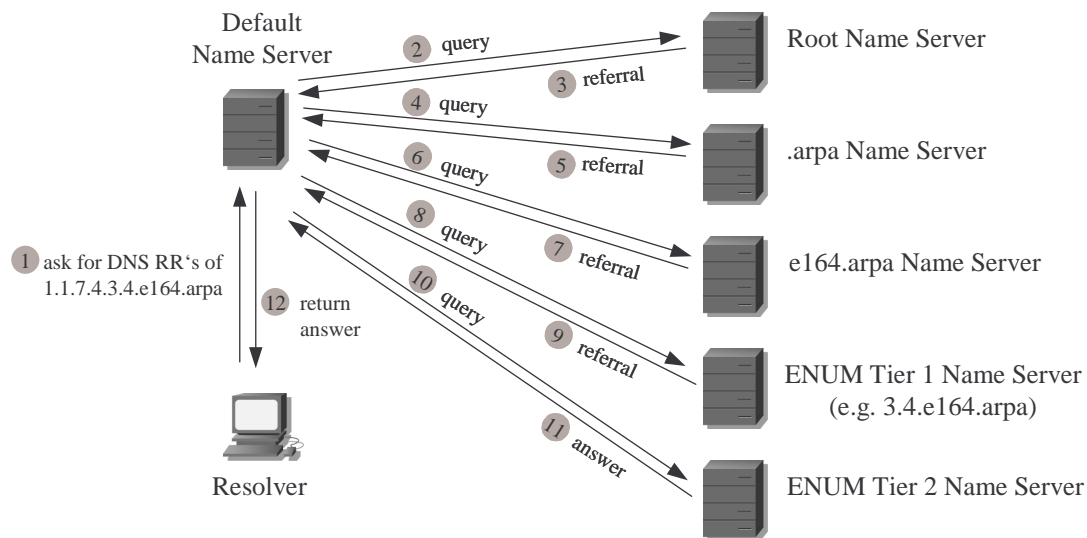 Default
Name Server
2 query
3 referral
Root Name Server
4 query
5 referral
.arpa Name Server
6 query
7 referral
e164.arpa Name Server
8 query
9 referral
ENUM Tier 1 Name Server
(e.g. 3.4.e164.arpa)
10 query
11 answer
ENUM Tier 2 Name Server
1 ask for DNS RR‘s of
1.1.7.4.3.4.e164.arpa
12 return
answer
Resolver